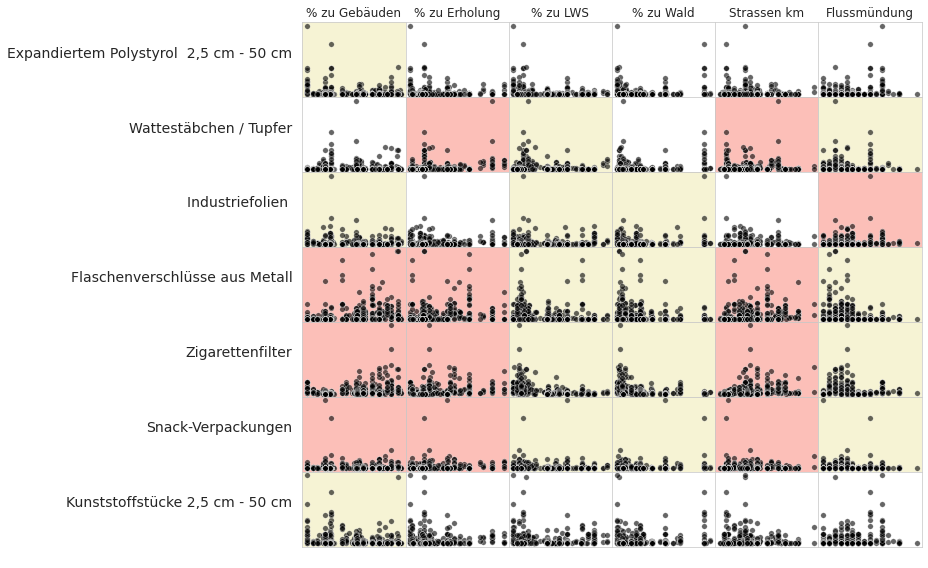 % zu Gebäuden % zu Erholung % zu LWS % zu Wald Strassen km Flussmündung
Expandiertem Polystyrol 2,5 cm - 50 cm
Wattestäbchen / Tupfer
Industriefolien
Flaschenverschlüsse aus Metall
Zigarettenfilter
Snack-Verpackungen
Kunststoffstücke 2,5 cm - 50 cm